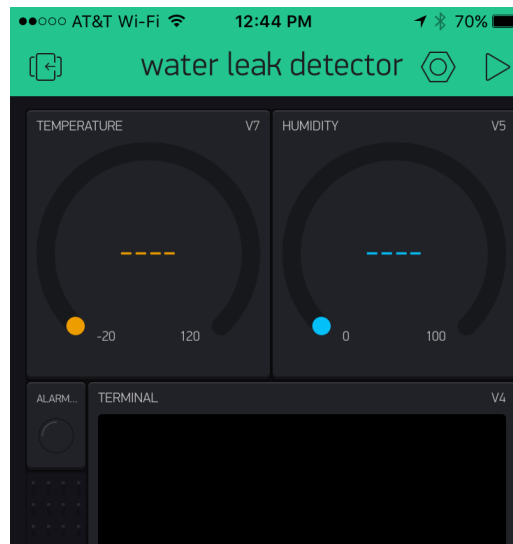 AT&T Wi-Fi 12:44 PM 70%
water leak detector
TEMPERATURE V7 HUMIDITY V5
---- ----
-20 120 0 100
ALARM... TERMINAL V4